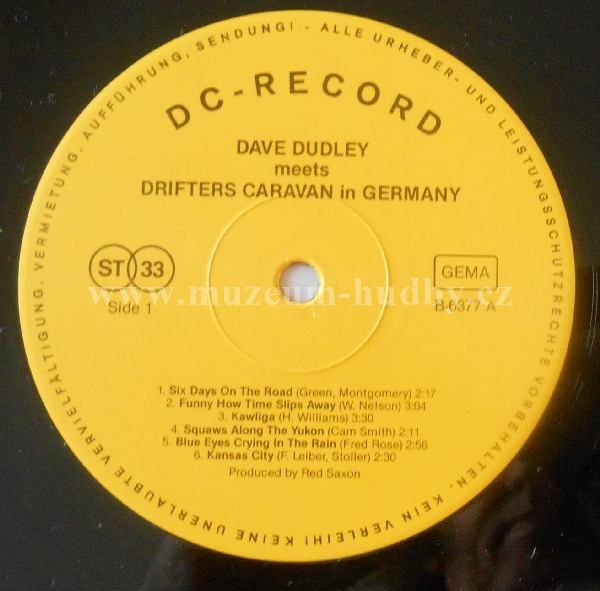 ALLE URHEBER- UND LEISTUNGSSCHUTZRECHTE VORBEHALTEN. KEIN VERLEIH! KEINE UNERLAUBTE VERVIELFÄLTIGUNG, VERMIETUNG, AUFFÜHRUNG, SENDUNG! -
DC-RECORD
DAVE DUDLEY
meets
DRIFTERS CARAVAN in GERMANY
ST 33
GEMA
www.muzeum-hudby.cz
Side 1
B-6377 A
1. Six Days On The Road (Green, Montgomery) 2:17
2. Funny How Time Slips Away (W. Nelson) 3:04
3. Kawliga (H. Williams) 3:30
4. Squaws Along The Yukon (Cam Smith) 2:11
5. Blue Eyes Crying In The Rain (Fred Rose) 2:56
6. Kansas City (F. Leiber, Stoller) 2:30
Produced by Red Saxon